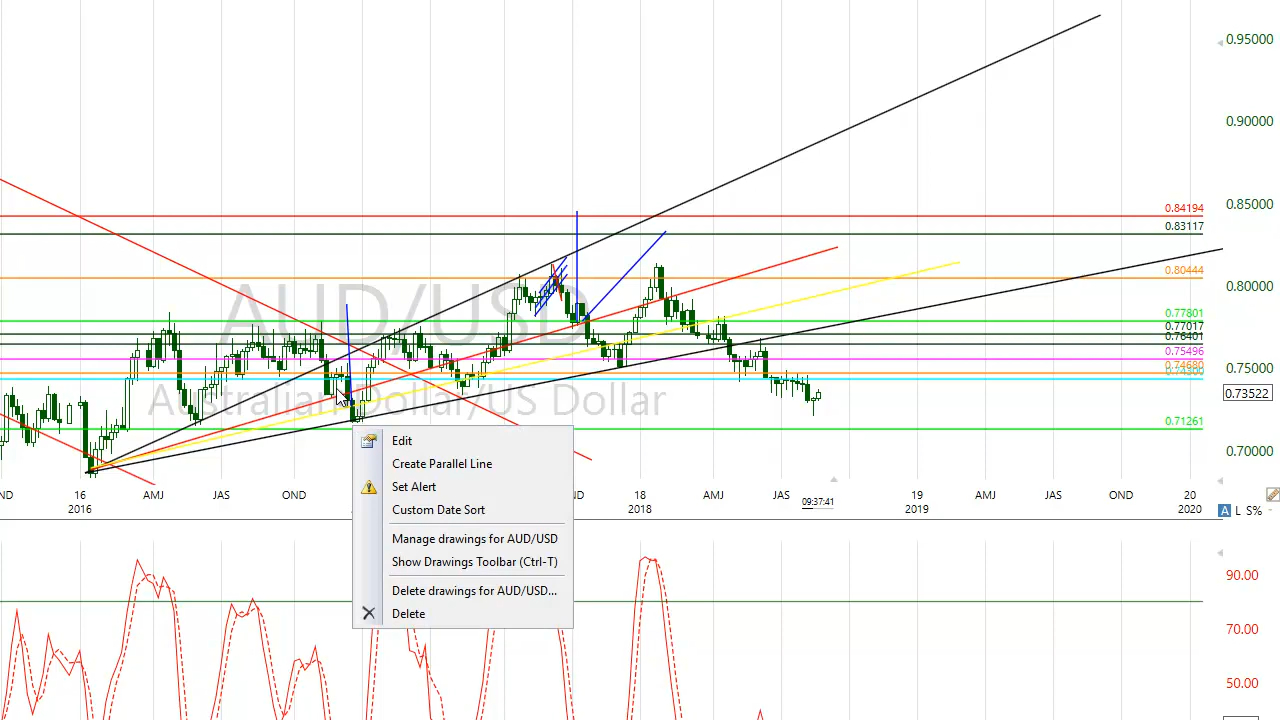 0.95000
0.90000
0.85000
0.84194
0.83117
0.80444
0.80000
AUD/USD
0.77801
0.77017
0.76401
0.75496
0.75000
0.74680
0.74300
Australian Dollar/US Dollar
0.73522
0.71261
0.70000
ND 16 AMJ JAS OND ND 18 AMJ JAS 19 AMJ JAS OND 20
09:37:41
2016 2018 2019 2020
A L S%
Edit
Create Parallel Line
Set Alert
Custom Date Sort
Manage drawings for AUD/USD
Show Drawings Toolbar (Ctrl-T)
Delete drawings for AUD/USD...
Delete
90.00
70.00
50.00